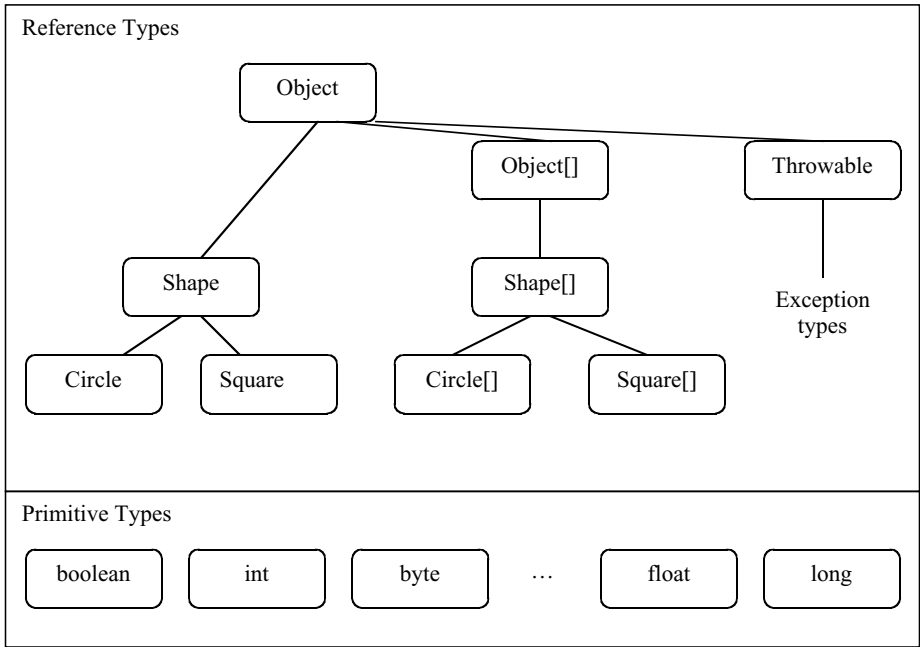 Reference Types
Object
Object[]
Throwable
Shape
Shape[]
Exception
types
Circle
Square
Circle[]
Square[]
Primitive Types
boolean
int
byte
…
float
long